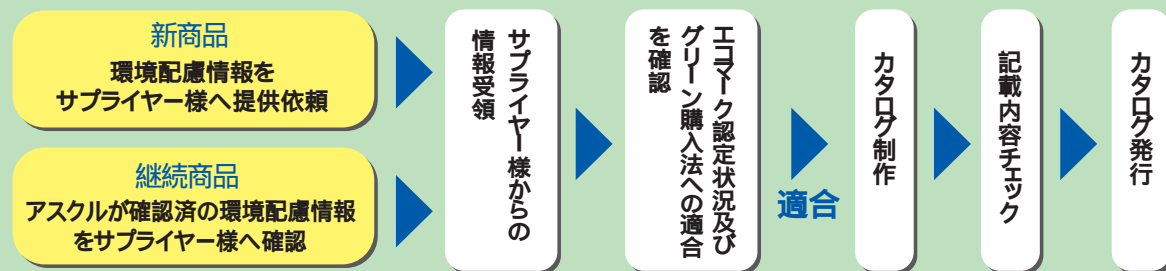 新商品
環境配慮情報を
サプライヤー様へ提供依頼
継続商品
アスクルが確認済の環境配慮情報
をサプライヤー様へ確認
サプライヤー様からの
情報受領
エコマーク認定状況及び
グリーン購入法への適合
を確認
適合
カタログ制作
記載内容チェック
カタログ発行